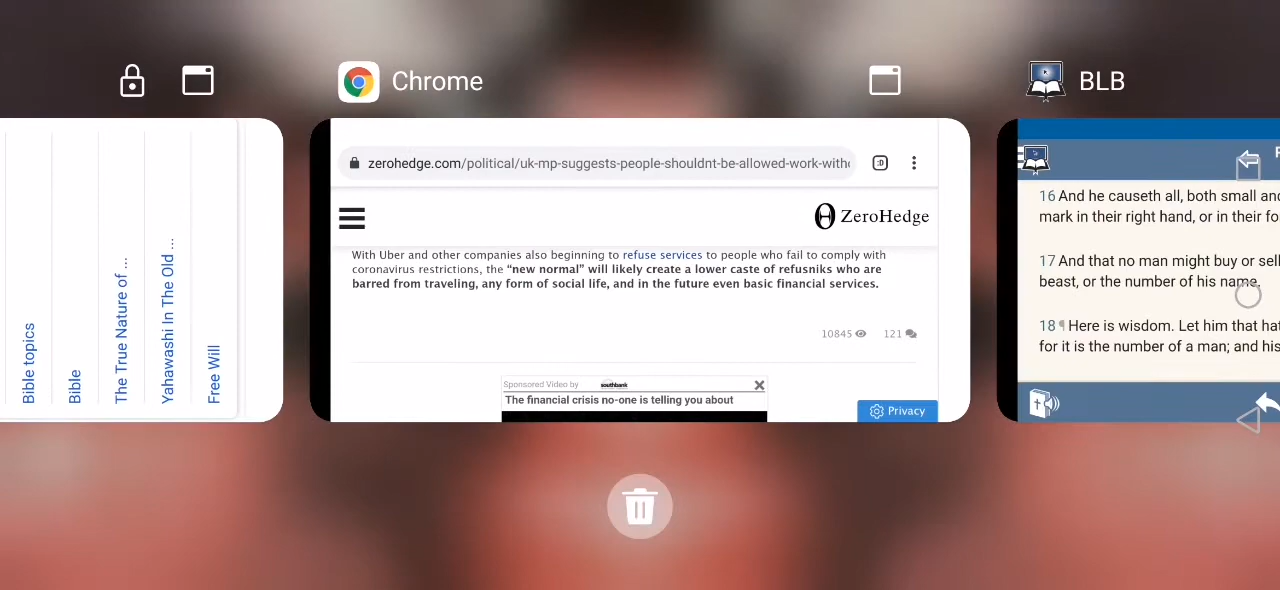 Chrome
BLB
Bible topics
Bible
The True Nature of ...
Yahawashi In The Old ...
Free Will
zerohedge.com/political/uk-mp-suggests-people-shouldnt-be-allowed-work-witho
:D
ZeroHedge
With Uber and other companies also beginning to refuse services to people who fail to comply with
coronavirus restrictions, the “new normal” will likely create a lower caste of refusniks who are
barred from traveling, any form of social life, and in the future even basic financial services.
10845 121
Sponsored Video by southbank
The financial crisis no-one is telling you about
Privacy
16 And he causeth all, both small and
mark in their right hand, or in their fo
17 And that no man might buy or sell
beast, or the number of his name.
18 ¶ Here is wisdom. Let him that hat
for it is the number of a man; and his